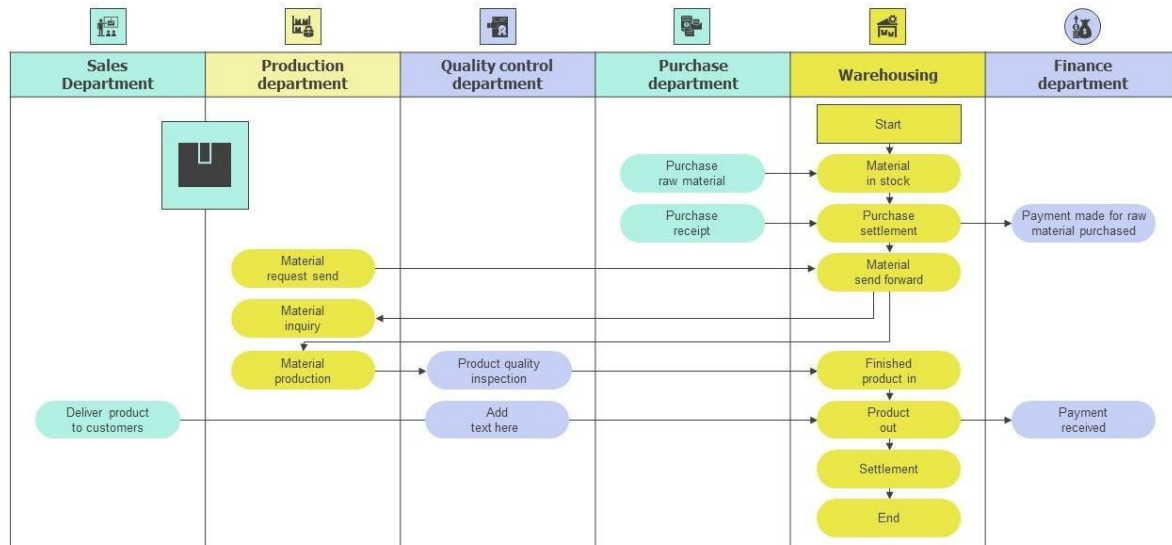 Sales
Department
Production
department
Quality control
department
Purchase
department
Warehousing
Finance
department
Start
Purchase
raw material
Material
in stock
Purchase
receipt
Purchase
settlement
Payment made for raw
material purchased
Material
request send
Material
send forward
Material
inquiry
Material
production
Product quality
inspection
Finished
product in
Deliver product
to customers
Add
text here
Product
out
Payment
received
Settlement
End